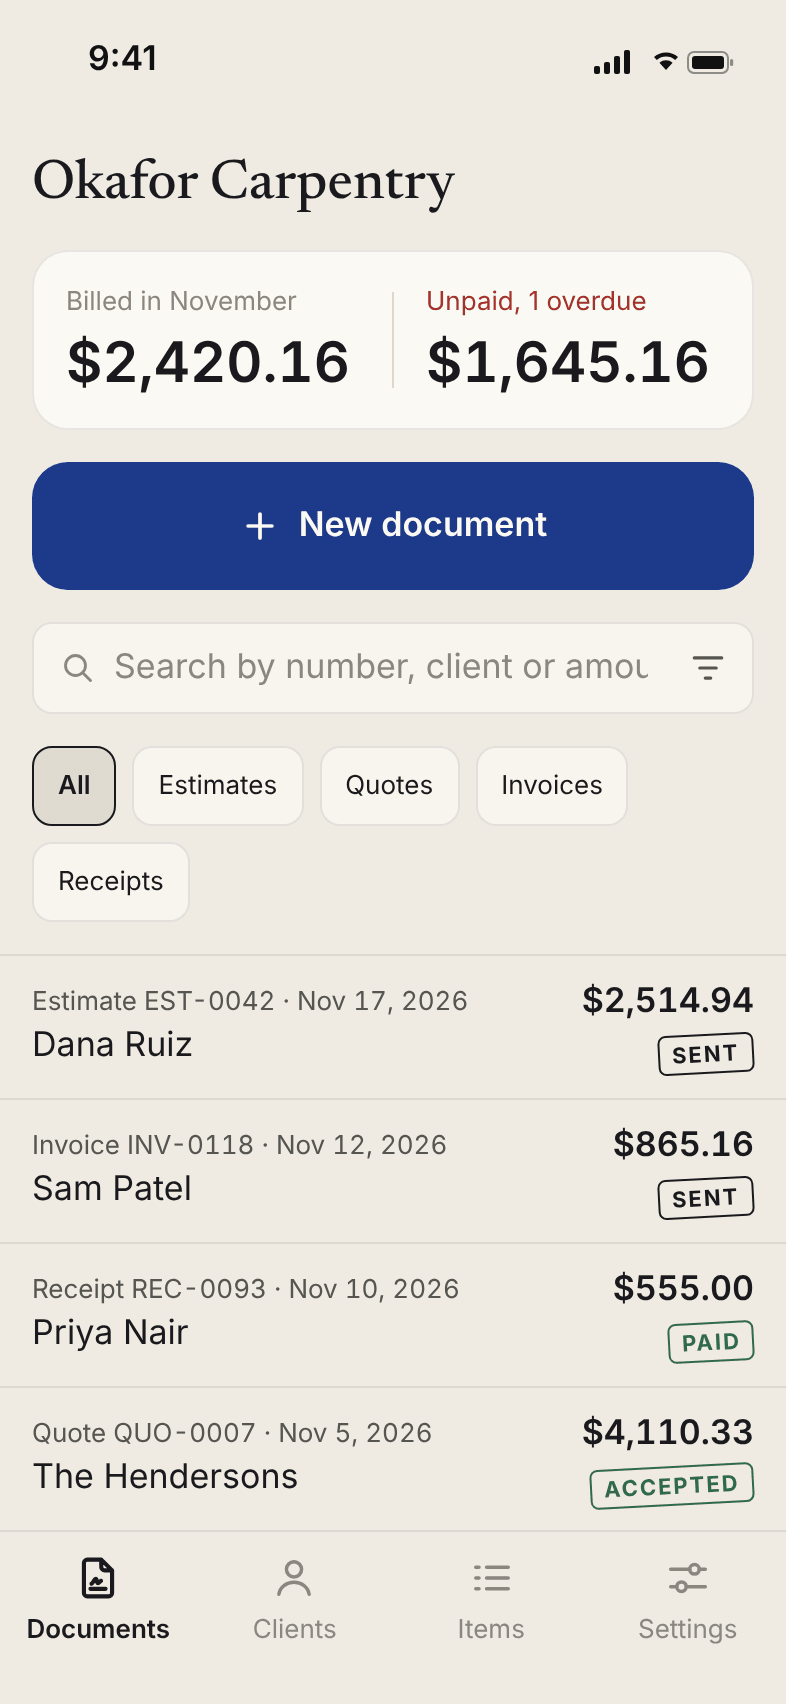 9:41
Okafor Carpentry
Billed in November
$2,420.16
Unpaid, 1 overdue
$1,645.16
New document
Search by number, client or amou
All
Estimates
Quotes
Invoices
Receipts
Estimate EST-0042 · Nov 17, 2026
$2,514.94
Dana Ruiz
SENT
Invoice INV-0118 · Nov 12, 2026
$865.16
Sam Patel
SENT
Receipt REC-0093 · Nov 10, 2026
$555.00
Priya Nair
PAID
Quote QUO-0007 · Nov 5, 2026
$4,110.33
The Hendersons
ACCEPTED
Documents
Clients
Items
Settings